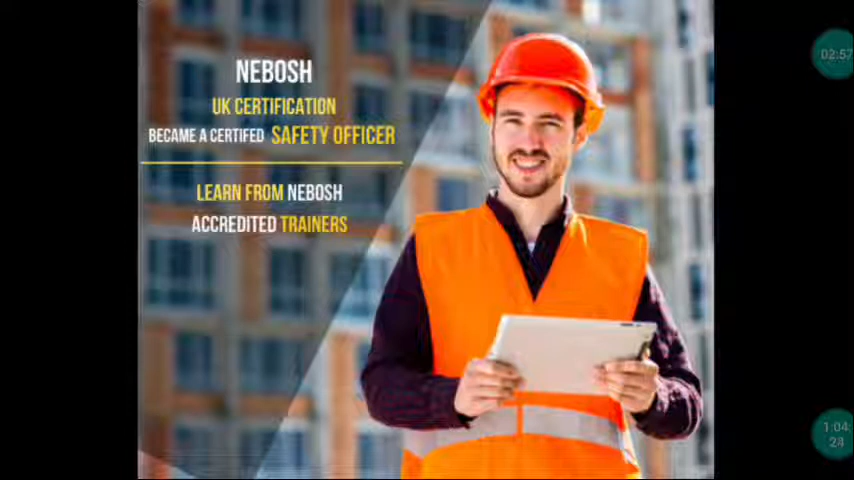 NEBOSH
UK CERTIFICATION
BECAME A CERTIFED SAFETY OFFICER
LEARN FROM NEBOSH
ACCREDITED TRAINERS
02:57
1:04:
28